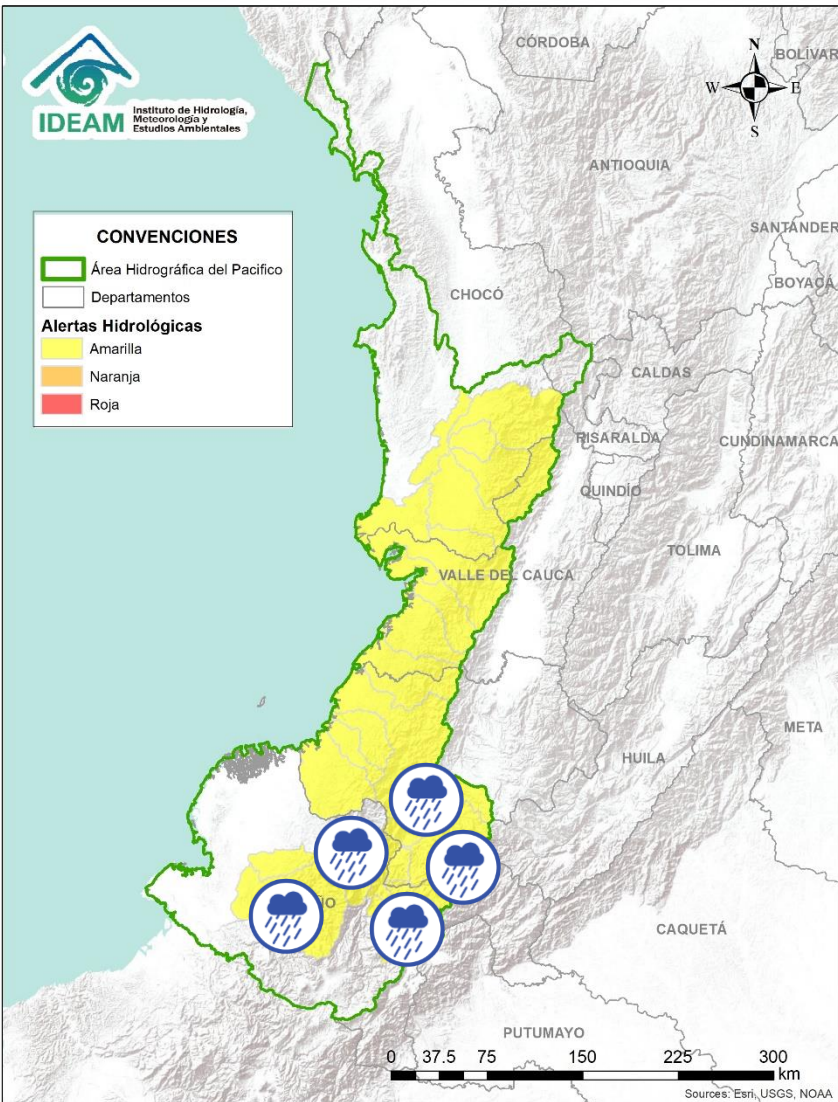 IDEAM
Instituto de Hidrología,
Meteorología y
Estudios Ambientales
CÓRDOBA
BOLÍVAR
N
W
E
S
ANTIOQUIA
SANTANDER
BOYACÁ
CONVENCIONES
Área Hidrográfica del Pacifico
Departamentos
Alertas Hidrológicas
Amarilla
Naranja
Roja
CHOCÓ
CALDAS
RISARALDA
CUNDINAMARCA
QUINDÍO
TOLIMA
VALLE DEL CAUCA
META
HUILA
CAQUETÁ
PUTUMAYO
0 37.5 75 150 225 300
km
Sources: Esri, USGS, NOAA